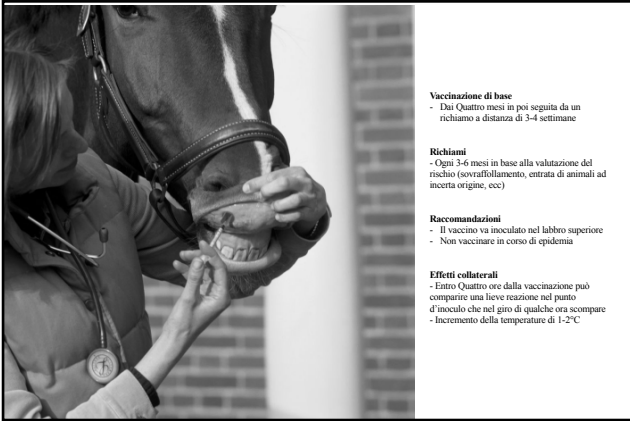 Vaccinazione di base
- Dai Quattro mesi in poi seguita da un
richiamo a distanza di 3-4 settimane
Richiami
- Ogni 3-6 mesi in base alla valutazione del
rischio (sovraffollamento, entrata di animali ad
incerta origine, ecc)
Raccomandazioni
- Il vaccino va inoculato nel labbro superiore
- Non vaccinare in corso di epidemia
Effetti collaterali
- Entro Quattro ore dalla vaccinazione può
comparire una lieve reazione nel punto
d'inoculo che nel giro di qualche ora scompare
- Incremento della temperature di 1-2°C